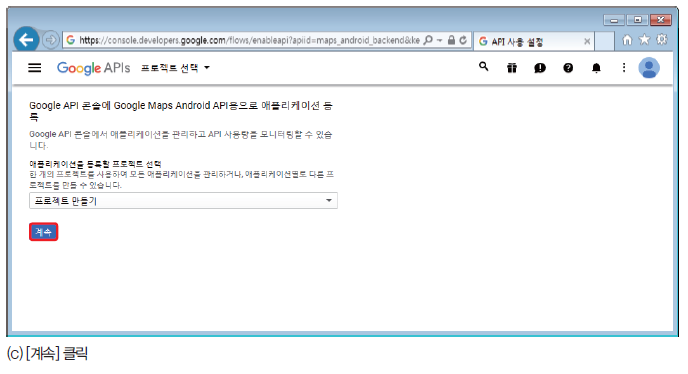 https://console.developers.google.com/flows/enableapi?apiid=maps_android_backend&ke
API 사용 설정
Google APIs 프로젝트 선택
Google API 콘솔에 Google Maps Android API용으로 애플리케이션 등
록
Google API 콘솔에서 애플리케이션을 관리하고 API 사용량을 모니터링할 수 있습
니다.
애플리케이션을 등록할 프로젝트 선택
한 개의 프로젝트를 사용하여 모든 애플리케이션을 관리하거나, 애플리케이션별로 다른 프
로젝트를 만들 수 있습니다.
프로젝트 만들기
계속
(c) [계속] 클릭